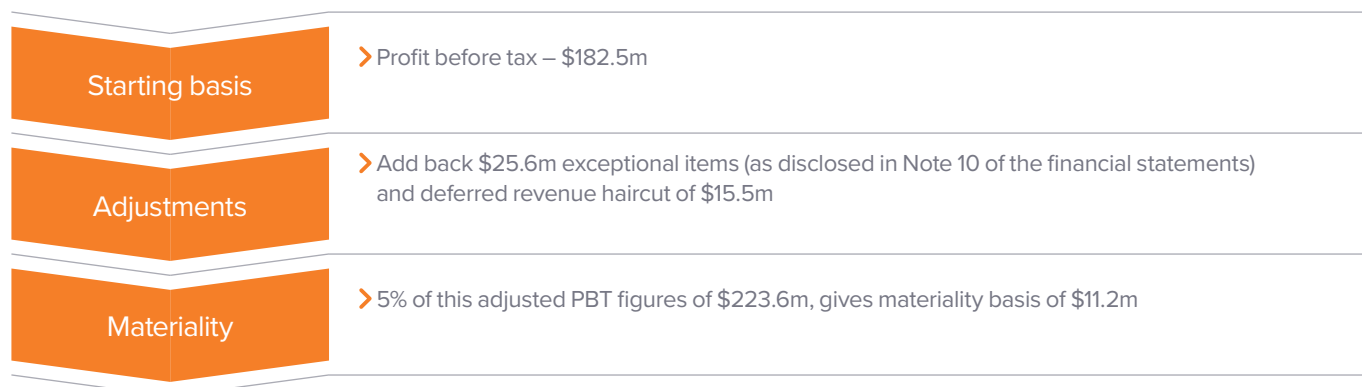 Starting basis
Profit before tax – $182.5m
Adjustments
Add back $25.6m exceptional items (as disclosed in Note 10 of the financial statements)
and deferred revenue haircut of $15.5m
Materiality
5% of this adjusted PBT figures of $223.6m, gives materiality basis of $11.2m